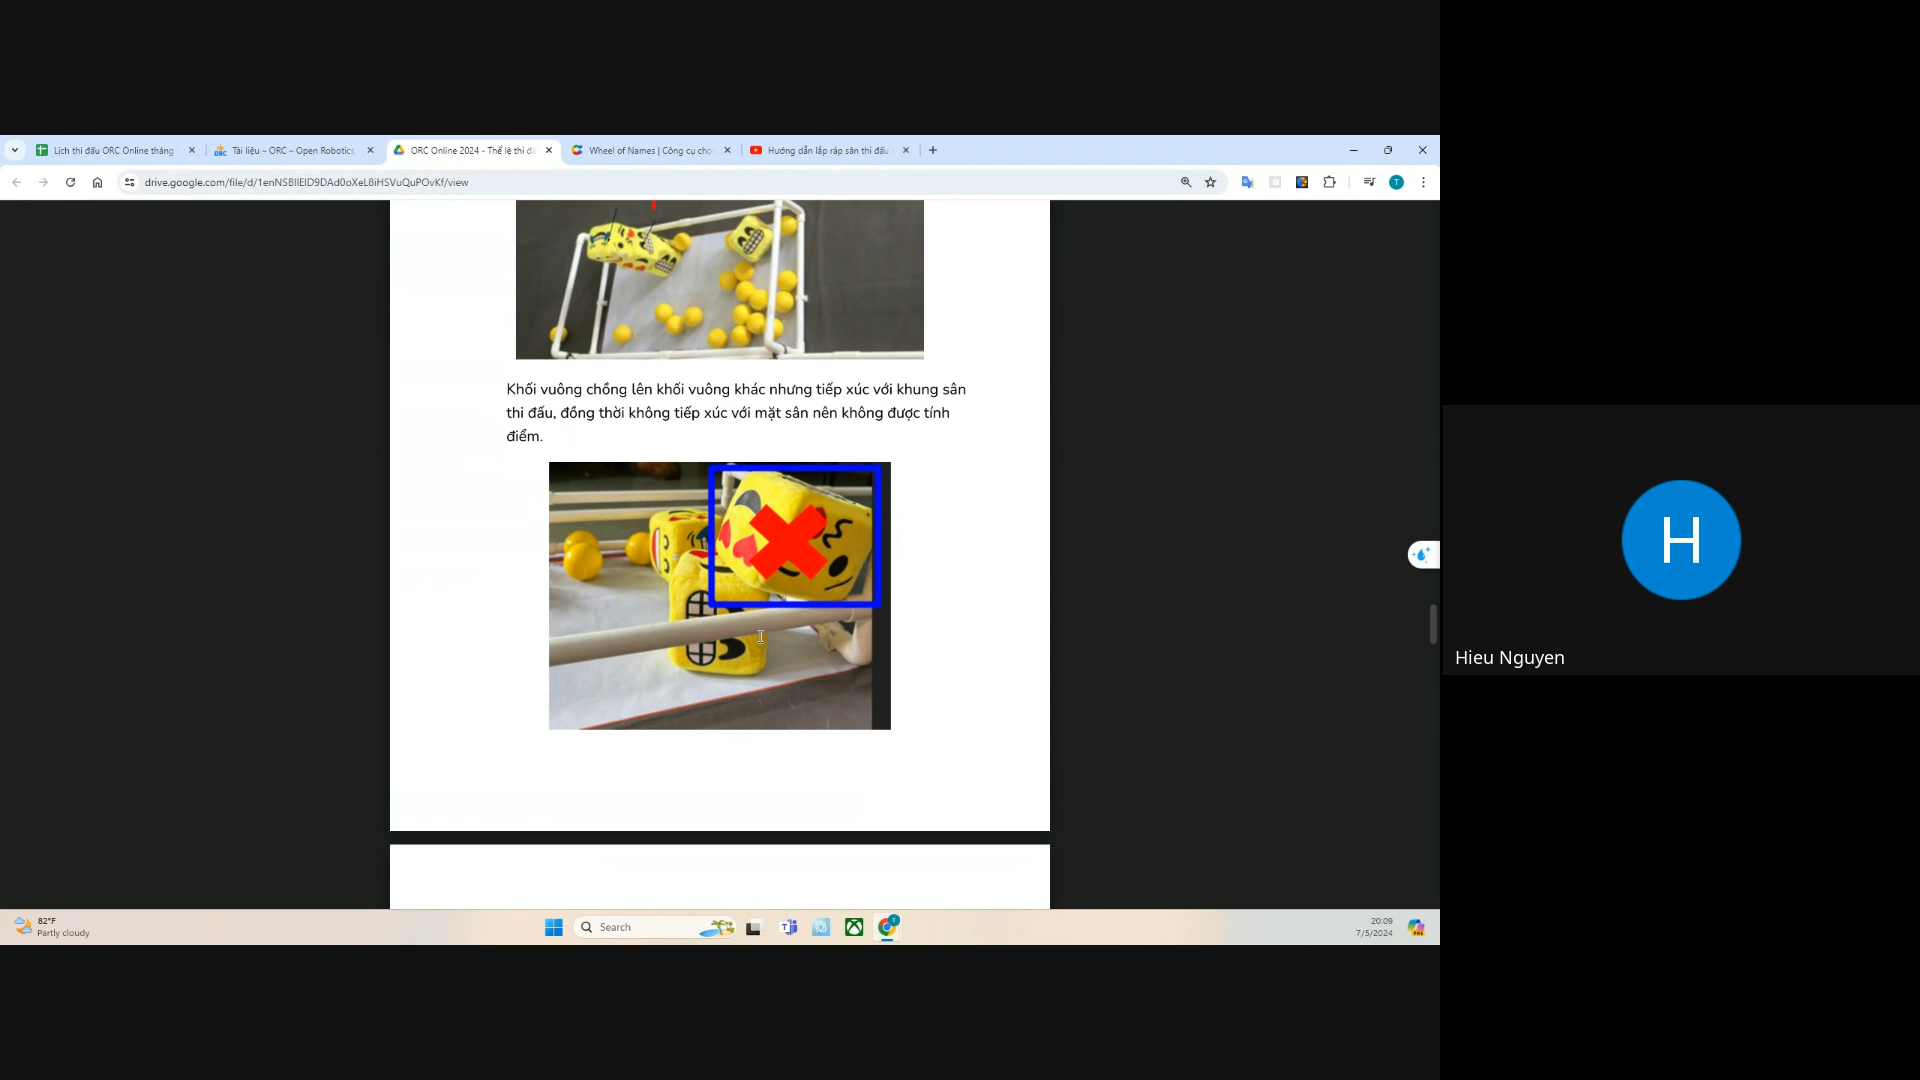 Lịch thi đấu ORC Online tháng
Tài liệu – ORC – Open Robotics
ORC Online 2024 - Thể lệ thi đấ
Wheel of Names | Công cụ chọ
Hướng dẫn lắp ráp sân thi đấu
drive.google.com/file/d/1enNSBIIEID9DAd0oXeL8iHSVuQuPOvKf/view
Khối vuông chồng lên khối vuông khác nhưng tiếp xúc với khung sân
thi đấu, đồng thời không tiếp xúc với mặt sân nên không được tính
điểm.
H
Hieu Nguyen
82°F
Partly cloudy
Search
20:09
7/5/2024